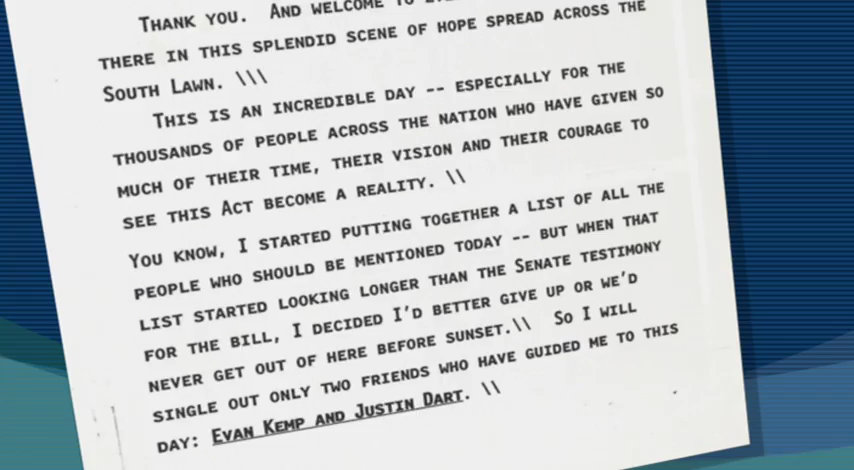 Thank you. And welcome to
there in this splendid scene of hope spread across the
South Lawn. \\\
This is an incredible day -- especially for the
thousands of people across the nation who have given so
much of their time, their vision and their courage to
see this Act become a reality. \\
You know, I started putting together a list of all the
people who should be mentioned today -- but when that
list started looking longer than the Senate testimony
for the bill, I decided I'd better give up or we'd
never get out of here before sunset.\\ So I will
single out only two friends who have guided me to this
day: Evan Kemp and Justin Dart. \\